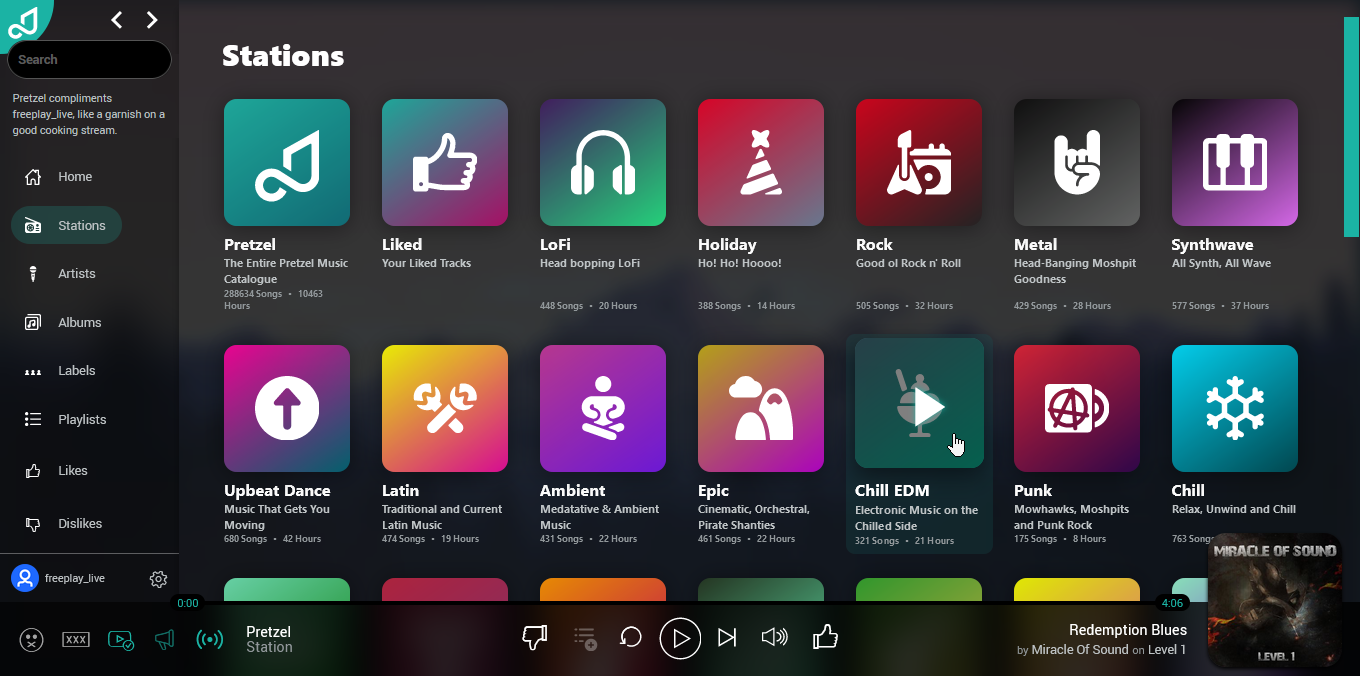 Search
Pretzel compliments
freeplay_live, like a garnish on a
good cooking stream.
Home
Stations
Artists
Albums
Labels
Playlists
Likes
Dislikes
freeplay_live
Stations
Pretzel
The Entire Pretzel Music
Catalogue
288634 Songs • 10463
Hours
Liked
Your Liked Tracks
LoFi
Head bopping LoFi
448 Songs • 20 Hours
Holiday
Ho! Ho! Hoooo!
388 Songs • 14 Hours
Rock
Good ol Rock n' Roll
505 Songs • 32 Hours
Metal
Head-Banging Moshpit
Goodness
429 Songs • 28 Hours
Synthwave
All Synth, All Wave
577 Songs • 37 Hours
Upbeat Dance
Music That Gets You
Moving
680 Songs • 42 Hours
Latin
Traditional and Current
Latin Music
474 Songs • 19 Hours
Ambient
Medatative & Ambient
Music
431 Songs • 22 Hours
Epic
Cinematic, Orchestral,
Pirate Shanties
461 Songs • 22 Hours
Chill EDM
Electronic Music on the
Chilled Side
321 Songs • 21 Hours
Punk
Mowhawks, Moshpits
and Punk Rock
175 Songs • 8 Hours
Chill
Relax, Unwind and Chill
763 Songs
0:00
4:06
XXX
Pretzel
Station
Redemption Blues
by Miracle Of Sound on Level 1
MIRACLE OF SOUND
LEVEL 1